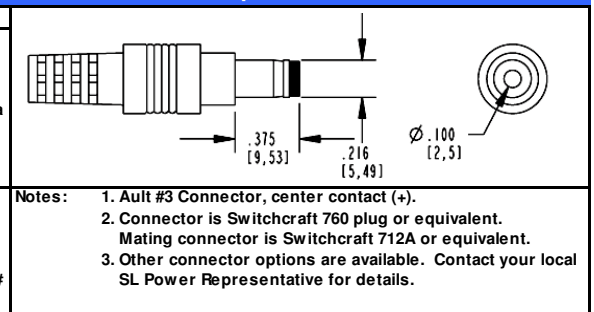 .375
[9,53]
.216
[5,49]
Ø .100
[2,5]
Notes: 1. Ault #3 Connector, center contact (+).
2. Connector is Switchcraft 760 plug or equivalent.
Mating connector is Switchcraft 712A or equivalent.
3. Other connector options are available. Contact your local
SL Power Representative for details.